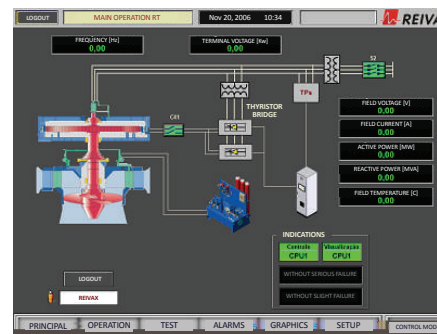 LOGOUT
MAIN OPERATION RT
Nov 20, 2006 10:34
REIVAX
FREQUENCY [Hz]
0,00
TERMINAL VOLTAGE [Kw]
0,00
52
TPs
THYRISTOR
BRIDGE
C41
FIELD VOLTAGE [V]
0,00
FIELD CURRENT [A]
0,00
ACTIVE POWER [MW]
0,00
REACTIVE POWER [MVA]
0,00
FIELD TEMPERATURE [C]
0,00
INDICATIONS
Controle
CPU1
Visualização
CPU1
WITHOUT SERIOUS FAILURE
WITHOUT SLIGHT FAILURE
LOGOUT
REIVAX
PRINCIPAL
OPERATION
TEST
ALARMS
GRAPHICS
SETUP
CONTROL MOD